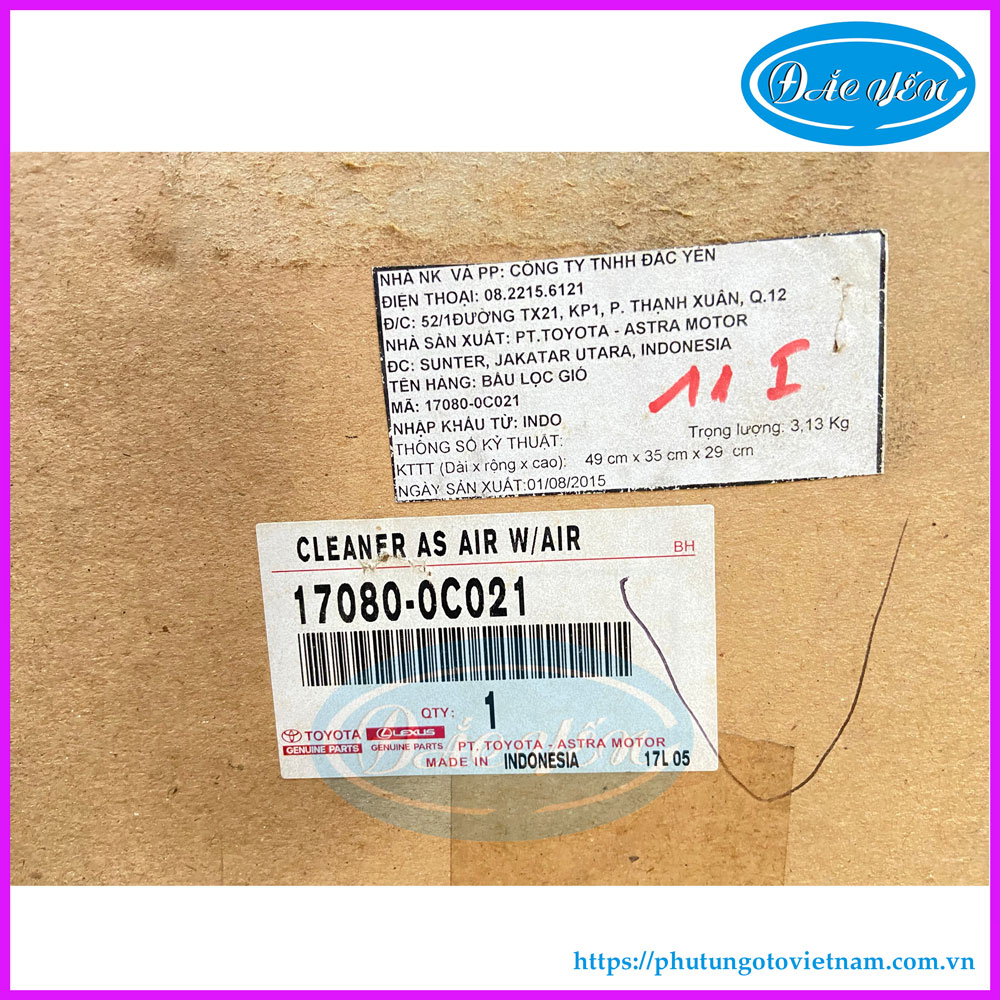 ĐẮC YẾN
NHÀ NK VÀ PP: CÔNG TY TNHH ĐẮC YẾN
ĐIỆN THOẠI: 08.2215.6121
Đ/C: 52/1ĐƯỜNG TX21, KP1, P. THẠNH XUÂN, Q.12
NHÀ SẢN XUẤT: PT.TOYOTA - ASTRA MOTOR
ĐC: SUNTER, JAKATAR UTARA, INDONESIA
TÊN HÀNG: BẦU LỌC GIÓ
MÃ: 17080-0C021
11 I
NHẬP KHẨU TỪ: INDO
THÔNG SỐ KỸ THUẬT:
Trọng lượng: 3,13 Kg
KTTT (Dài x rộng x cao): 49 cm x 35 cm x 29 cm
NGÀY SẢN XUẤT:01/08/2015
CLEANER AS AIR W/AIR
BH
17080-0C021
QTY: 1
TOYOTA LEXUS
GENUINE PARTS GENUINE PARTS PT. TOYOTA - ASTRA MOTOR
MADE IN INDONESIA 17L 05
ĐẮC YẾN
https://phutungotovietnam.com.vn